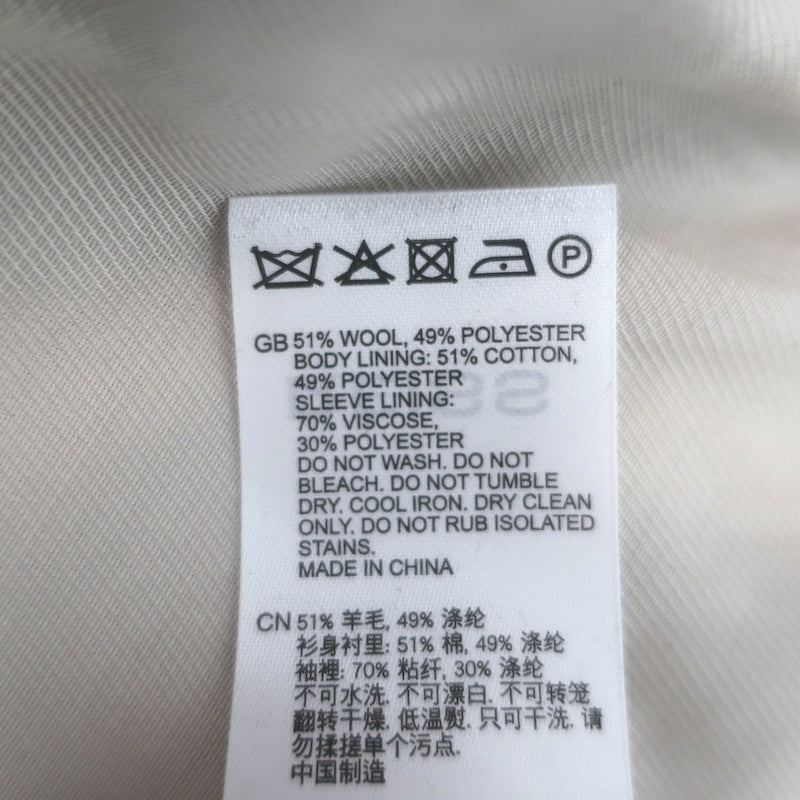 P
GB 51% WOOL, 49% POLYESTER
BODY LINING: 51% COTTON,
49% POLYESTER
SLEEVE LINING:
70% VISCOSE,
30% POLYESTER
DO NOT WASH. DO NOT
BLEACH. DO NOT TUMBLE
DRY. COOL IRON. DRY CLEAN
ONLY. DO NOT RUB ISOLATED
STAINS.
MADE IN CHINA
CN 51% 羊毛, 49% 涤纶
衫身衬里: 51% 棉, 49% 涤纶
袖裡: 70% 粘纤, 30% 涤纶
不可水洗. 不可漂白. 不可转笼
翻转干燥. 低温熨. 只可干洗. 请
勿揉搓单个污点.
中国制造